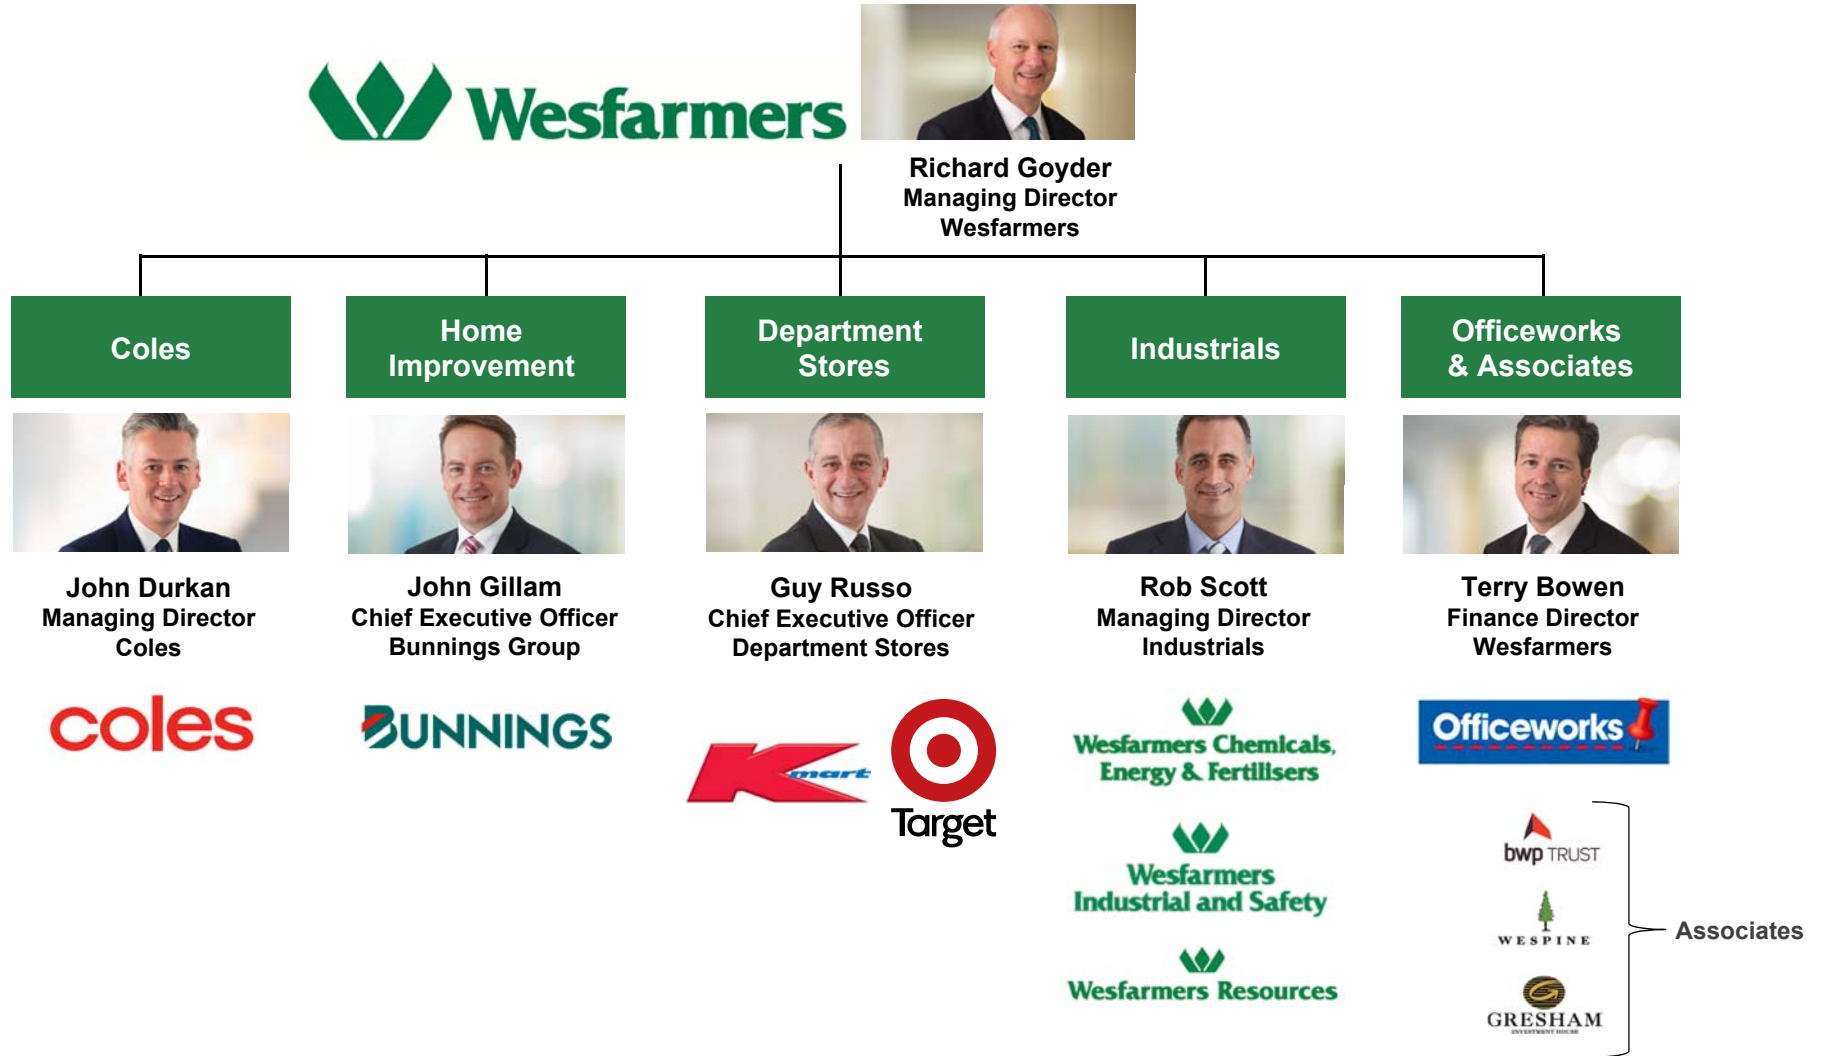 Wesfarmers
Richard Goyder
Managing Director
Wesfarmers
Coles
Home
Improvement
Department
Stores
Industrials
Officeworks
& Associates
John Durkan
Managing Director
Coles
John Gillam
Chief Executive Officer
Bunnings Group
Guy Russo
Chief Executive Officer
Department Stores
Rob Scott
Managing Director
Industrials
Terry Bowen
Finance Director
Wesfarmers
coles
BUNNINGS
Kmart
Target
Wesfarmers Chemicals,
Energy & Fertilisers
Wesfarmers
Industrial and Safety
Wesfarmers Resources
Officeworks
bwp TRUST
WESPINE
GRESHAM
INVESTMENT HOUSE
Associates